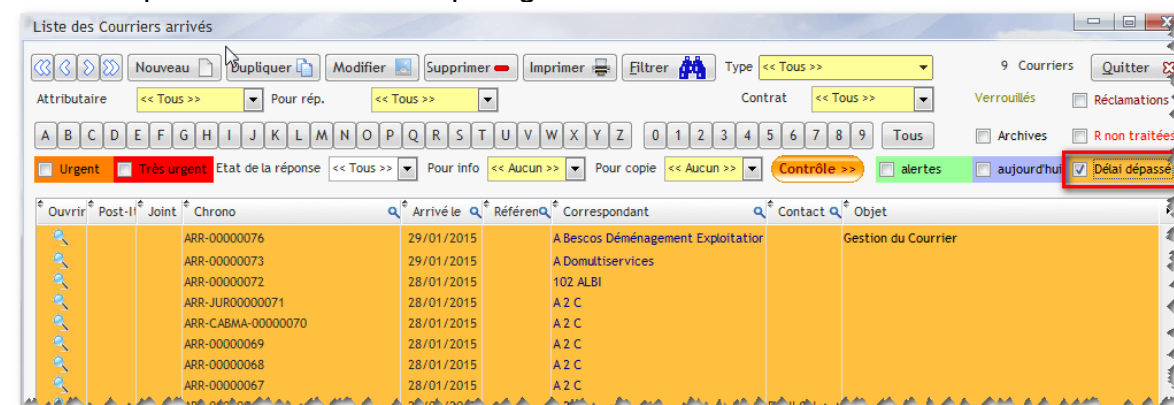 Liste des Courriers arrivés
Nouveau Dupliquer Modifier Supprimer Imprimer Filtrer Type << Tous >> 9 Courriers Quitter
Attributaire << Tous >> Pour rép. << Tous >> Contrat << Tous >> Verrouillés Réclamations
A B C D E F G H I J K L M N O P Q R S T U V W X Y Z 0 1 2 3 4 5 6 7 8 9 Tous Archives R non traitées
Urgent Très urgent Etat de la réponse << Tous >> Pour info << Aucun >> Pour copie << Aucun >> Contrôle >> alertes aujourd'hui Délai dépassé
Ouvrir Post-It Joint Chrono Arrivé le Référen Correspondant Contact Objet
ARR-00000076 29/01/2015 A Bescos Déménagement Exploitation Gestion du Courrier
ARR-00000073 29/01/2015 A Domultiservices
ARR-00000072 28/01/2015 102 ALBI
ARR-JUR00000071 28/01/2015 A 2 C
ARR-CABMA-00000070 28/01/2015 A 2 C
ARR-00000069 28/01/2015 A 2 C
ARR-00000068 28/01/2015 A 2 C
ARR-00000067 28/01/2015 A 2 C